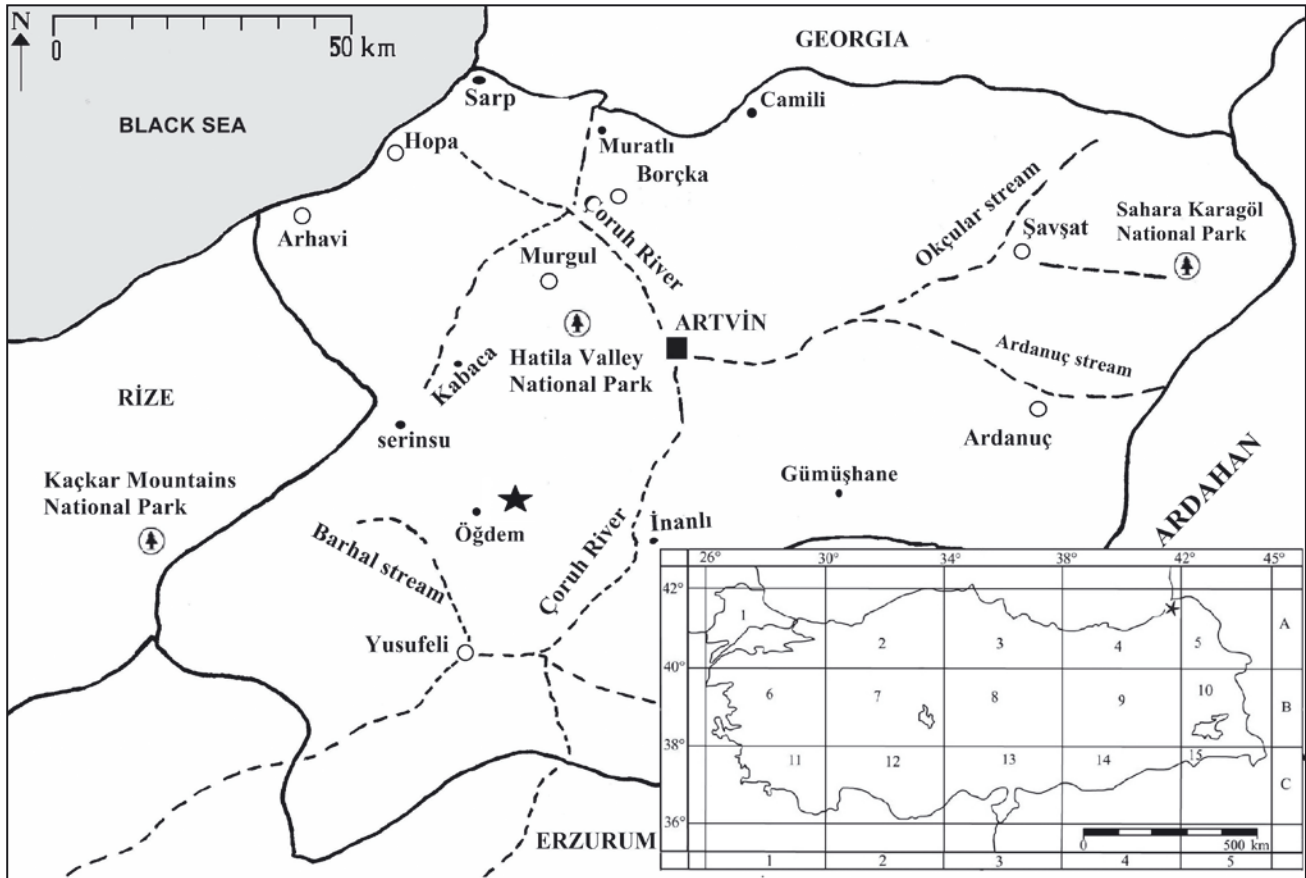 N
0 50 km
GEORGIA
BLACK SEA
Sarp
Camili
Hopa
Muratlı
Borçka
Arhavi
Çoruh River
Murgul
Okçular stream
Şavşat
Sahara Karagöl
National Park
ARTVİN
Hatila Valley
National Park
Kabaca
Ardanuç stream
RİZE
serinsu
Ardanuç
Kaçkar Mountains
National Park
Gümüşhane
ARDAHAN
Öğdem
Barhal stream
Çoruh River
İnanlı
Yusufeli
ERZURUM
26° 30° 34° 38° 42° 45°
42°
1
2
3
4
5
A
40°
6
7
8
9
10
B
38°
11
12
13
14
15
C
36°
0 500 km
1 2 3 4 5